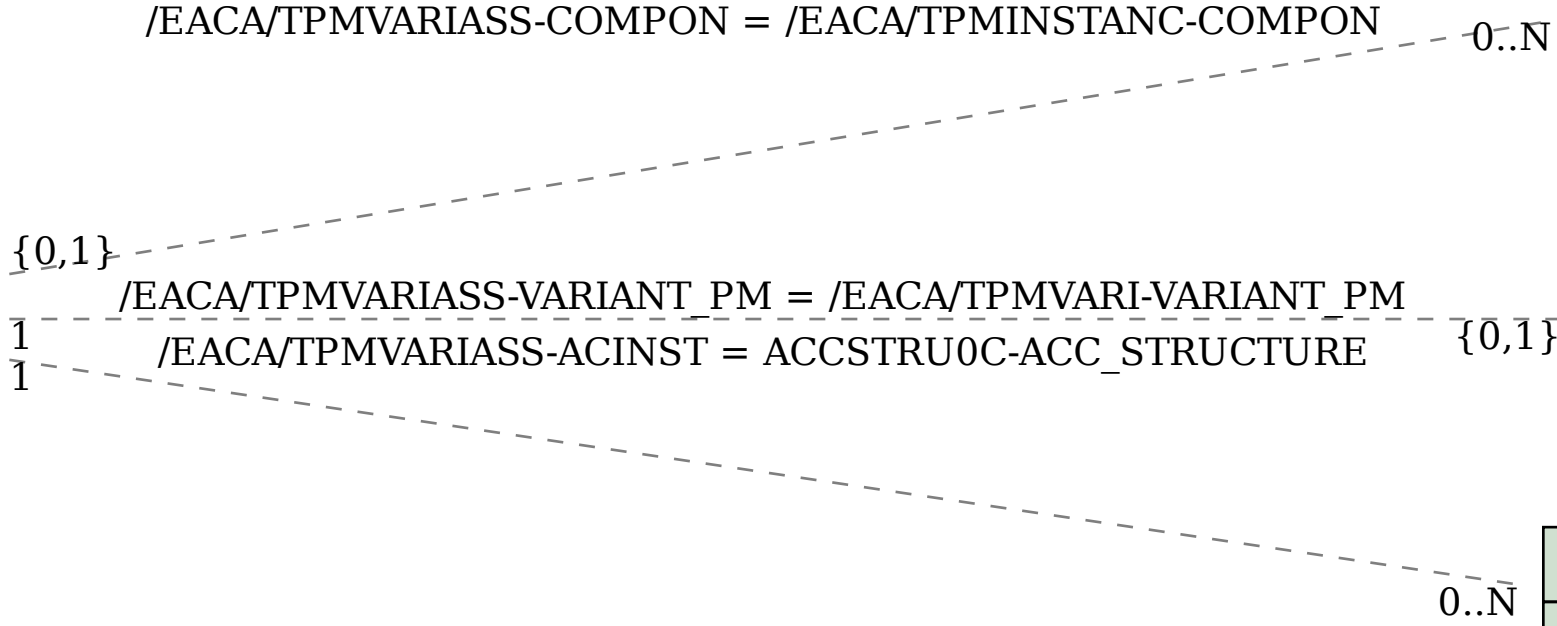 /EACA/TPMVARIASS-COMPON = /EACA/TPMINSTANC-COMPON
0..N
{0,1}
/EACA/TPMVARIASS-VARIANT_PM = /EACA/TPMVARI-VARIANT_PM
1
{0,1}
/EACA/TPMVARIASS-ACINST = ACCSTRU0C-ACC_STRUCTURE
1
0..N